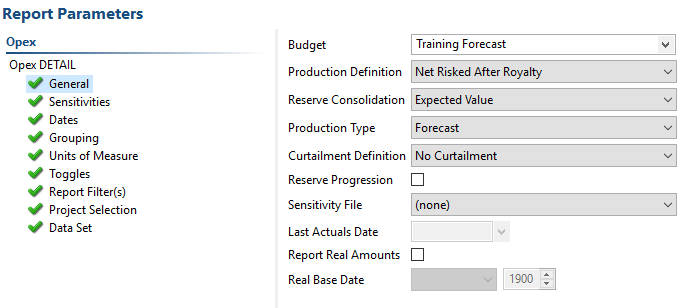 Report Parameters
Opex
Opex DETAIL
General
Sensitivities
Dates
Grouping
Units of Measure
Toggles
Report Filter(s)
Project Selection
Data Set
Budget Training Forecast
Production Definition Net Risked After Royalty
Reserve Consolidation Expected Value
Production Type Forecast
Curtailment Definition No Curtailment
Reserve Progression
Sensitivity File (none)
Last Actuals Date
Report Real Amounts
Real Base Date 1900